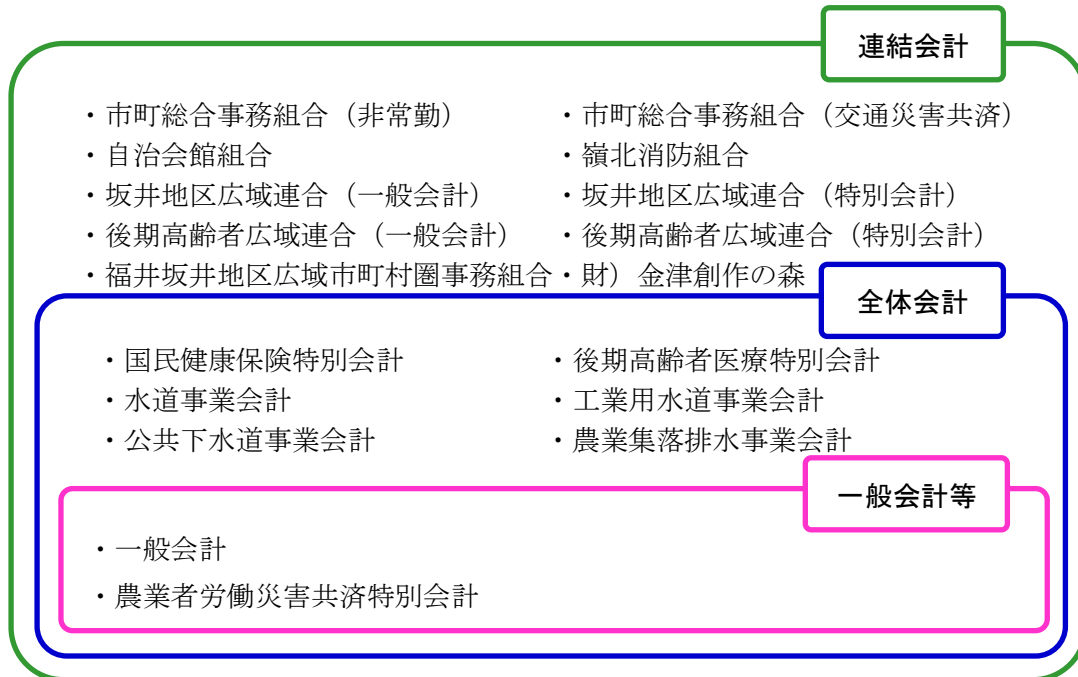 連結会計
・市町総合事務組合（非常勤）　・市町総合事務組合（交通災害共済）
・自治会館組合　・嶺北消防組合
・坂井地区広域連合（一般会計）　・坂井地区広域連合（特別会計）
・後期高齢者広域連合（一般会計）　・後期高齢者広域連合（特別会計）
・福井坂井地区広域市町村圏事務組合・財）金津創作の森
全体会計
・国民健康保険特別会計　・後期高齢者医療特別会計
・水道事業会計　・工業用水道事業会計
・公共下水道事業会計　・農業集落排水事業会計
一般会計等
・一般会計
・農業者労働災害共済特別会計